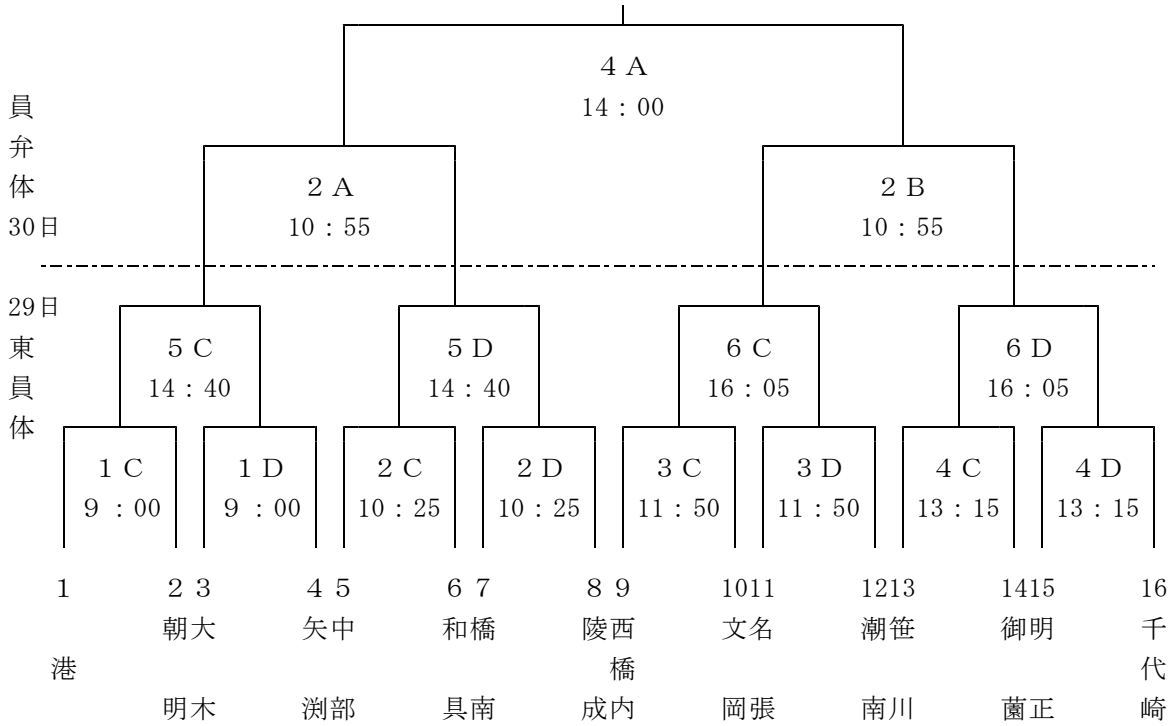 4 A
14 : 00
員弁体
30日
2 A
10 : 55
2 B
10 : 55
29日
東員体
5 C
14 : 40
5 D
14 : 40
6 C
16 : 05
6 D
16 : 05
1 C
9 : 00
1 D
9 : 00
2 C
10 : 25
2 D
10 : 25
3 C
11 : 50
3 D
11 : 50
4 C
13 : 15
4 D
13 : 15
1 港
2 朝明
3 大木
4 矢渕
5 中部
6 和具
7 橋南
8 陵成
9 西橋内
10 文岡
11 名張
12 潮南
13 笹川
14 御薗
15 明正
16 千代崎